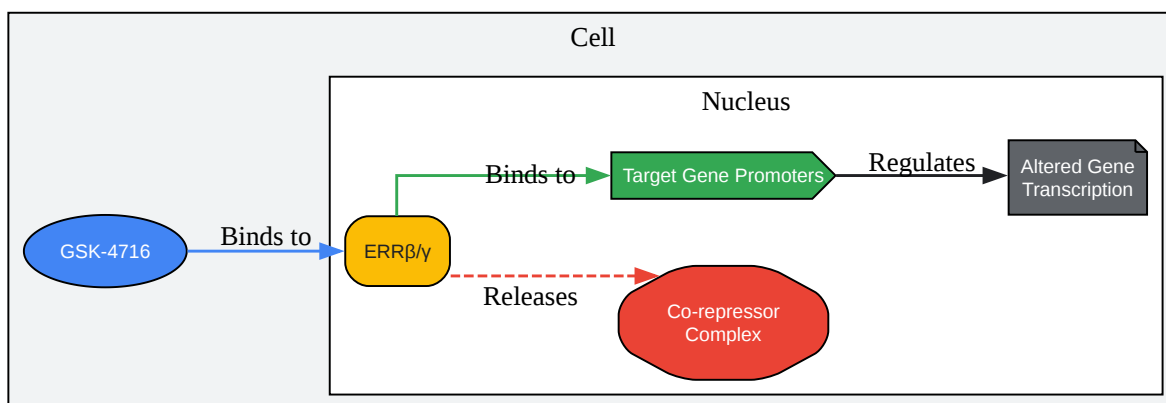 Cell
Nucleus
GSK-4716
Binds to
ERRβ/γ
Binds to
Target Gene Promoters
Regulates
Altered Gene
Transcription
Releases
Co-repressor
Complex